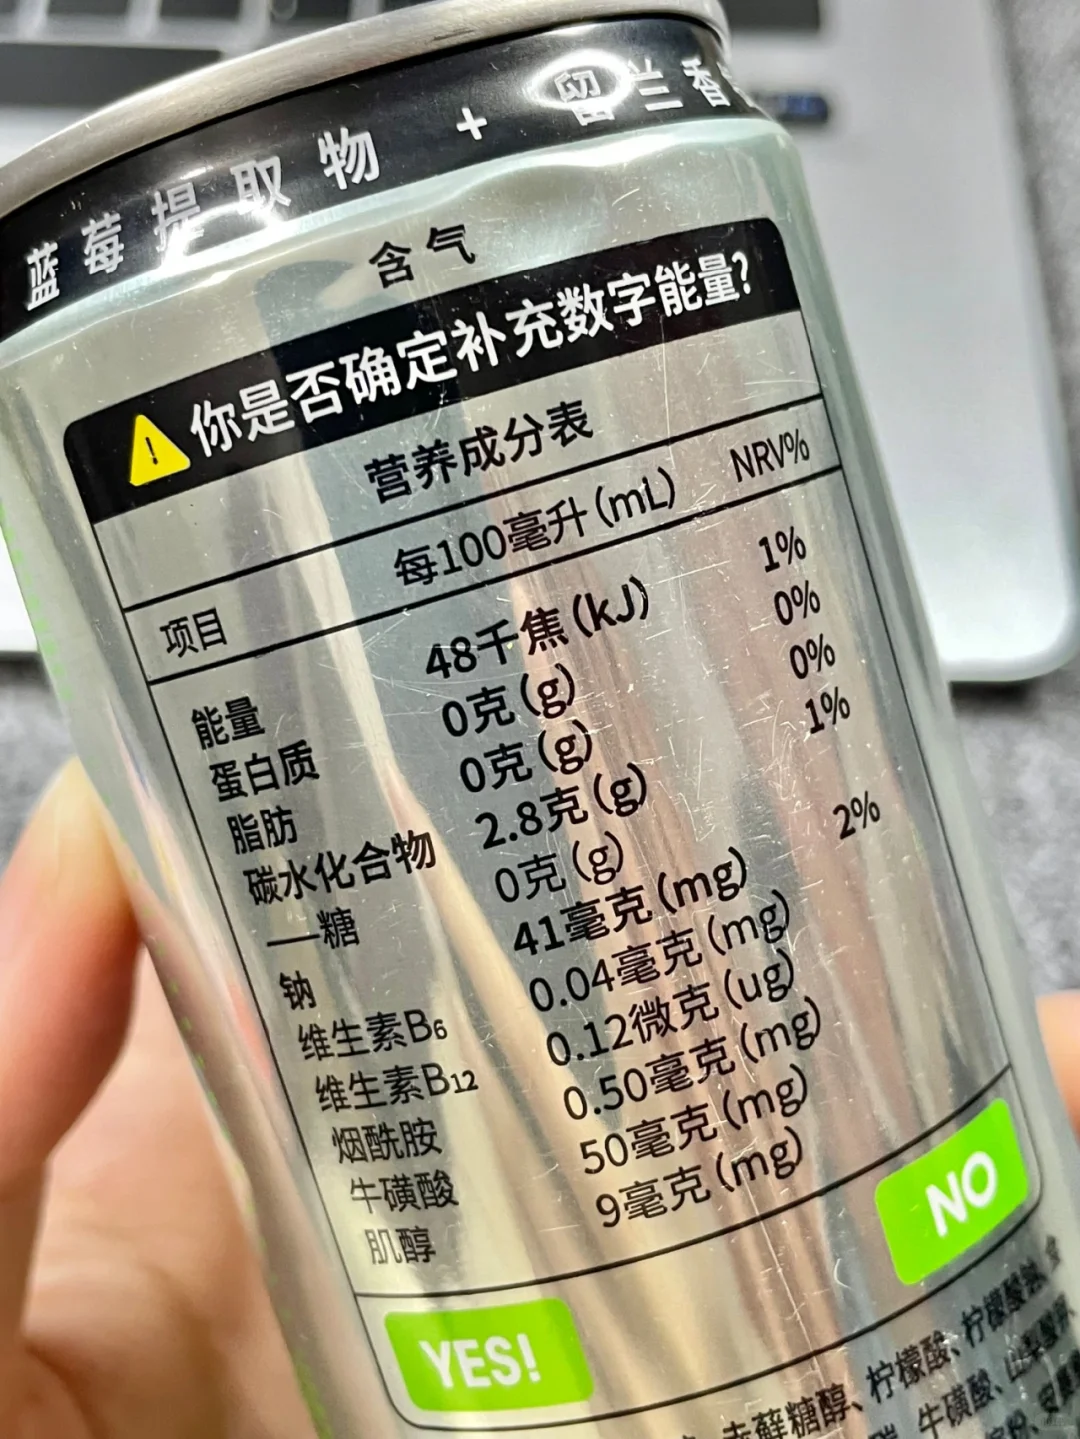 蓝莓提取物 + 留兰香
含气
! 你是否确定补充数字能量?
营养成分表
项目 每100毫升(mL) NRV%
能量 48千焦(kJ) 1%
蛋白质 0克(g) 0%
脂肪 0克(g) 0%
碳水化合物 2.8克(g) 1%
—糖 0克(g)
钠 41毫克(mg) 2%
维生素B6 0.04毫克(mg)
维生素B12 0.12微克(ug)
烟酰胺 0.50毫克(mg)
牛磺酸 50毫克(mg)
肌醇 9毫克(mg)
YES! NO
赤藓糖醇、柠檬酸、柠檬酸钠、
牛磺酸、